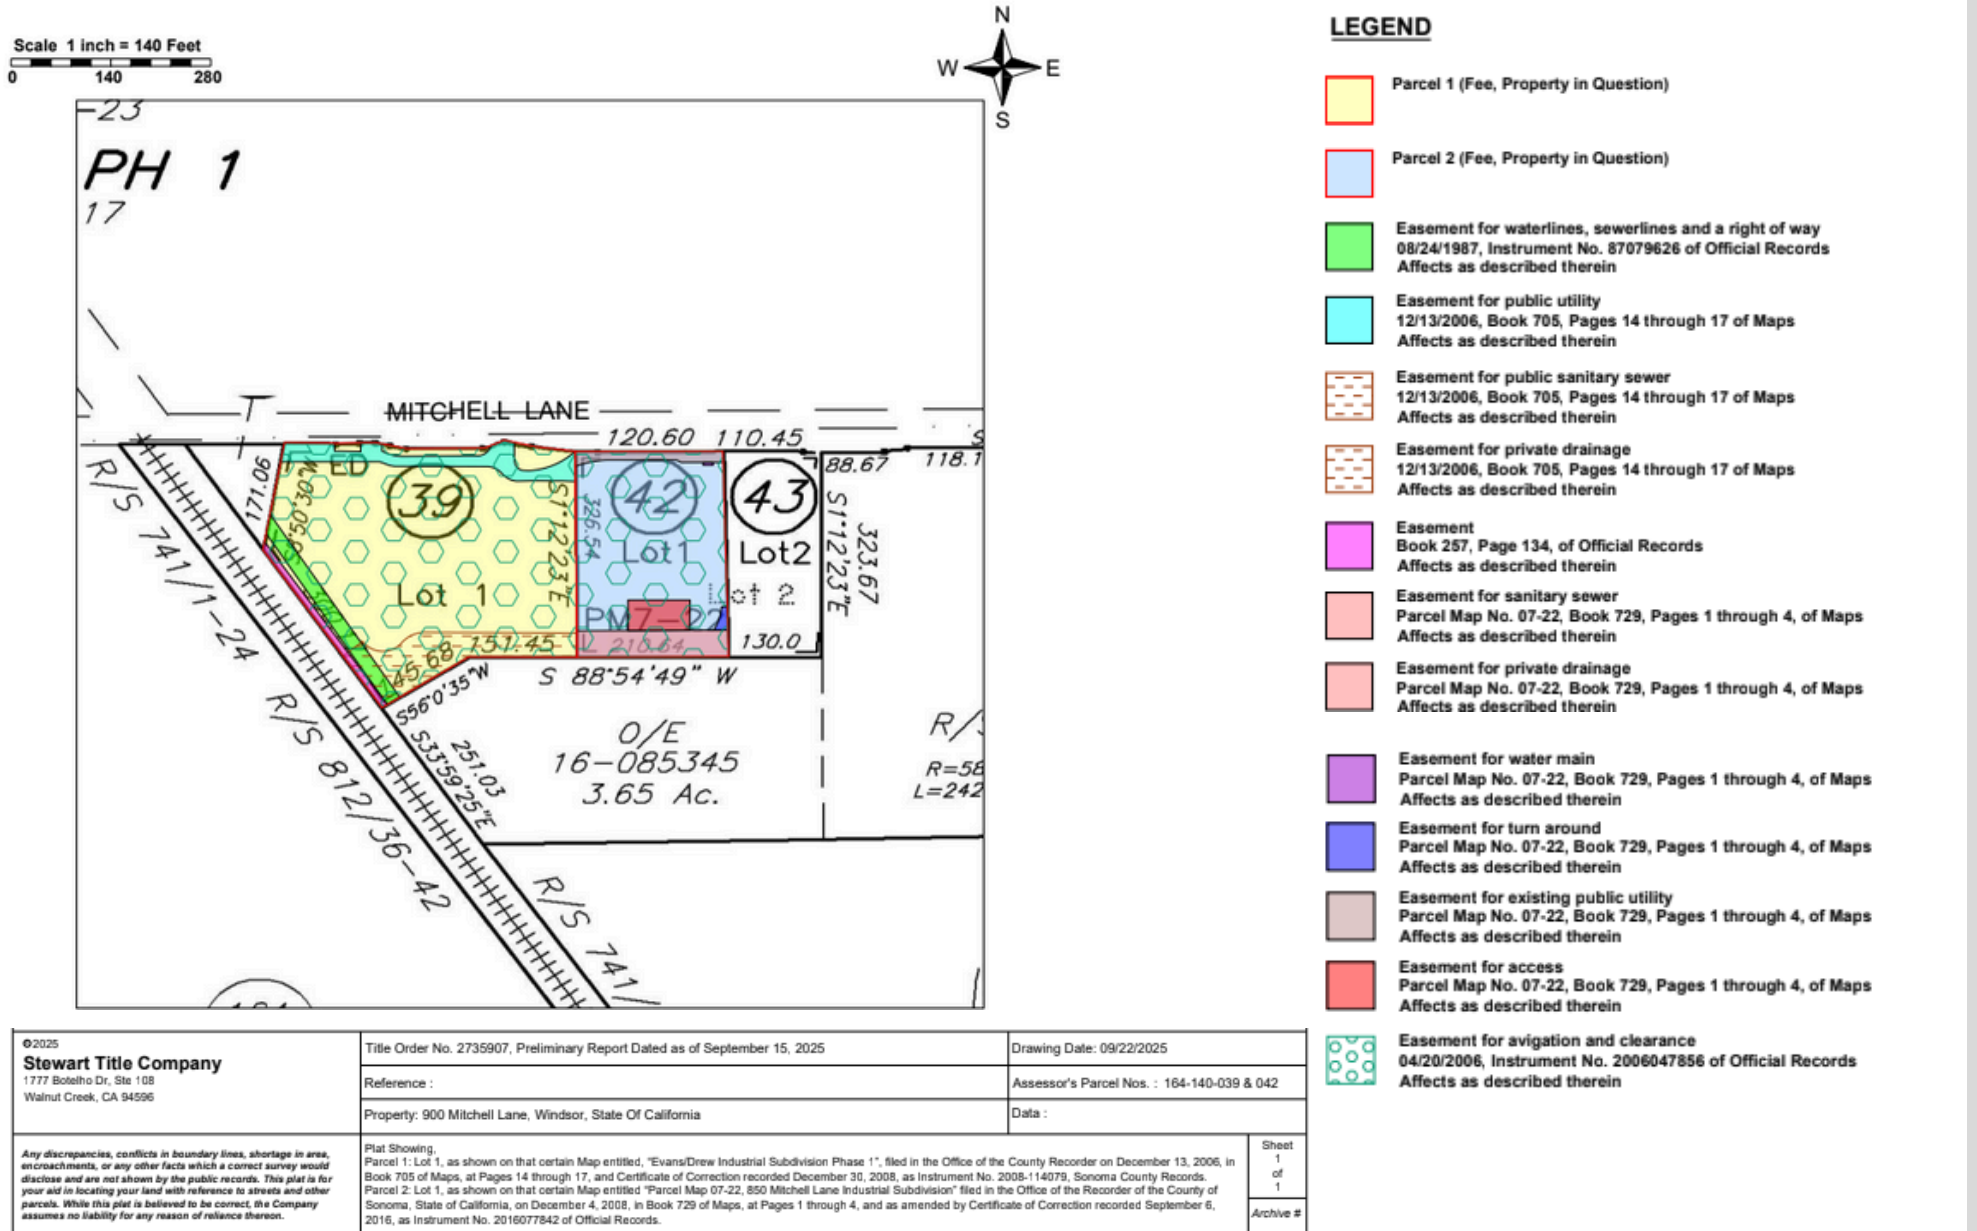 Scale 1 inch = 140 Feet
0 140 280
N
W E
S
-23
PH 1
17
MITCHELL LANE
120.60 110.45
88.67 118.1
171.06
ED
39
42
43
S1°12'23"E
326.54
Lot1
Lot2
S1°12'23"E
323.67
Lot 1
ot 2
PM7-22
151.45
210.64
130.0
S 88°54'49" W
S56°0'35"W
S33°59'25"E
251.03
O/E
16-085345
3.65 Ac.
R=58
L=242
R/S 741/1-24
R/S 812/36-42
R/S 741/
LEGEND
Parcel 1 (Fee, Property in Question)
Parcel 2 (Fee, Property in Question)
Easement for waterlines, sewerlines and a right of way
08/24/1987, Instrument No. 87079626 of Official Records
Affects as described therein
Easement for public utility
12/13/2006, Book 705, Pages 14 through 17 of Maps
Affects as described therein
Easement for public sanitary sewer
12/13/2006, Book 705, Pages 14 through 17 of Maps
Affects as described therein
Easement for private drainage
12/13/2006, Book 705, Pages 14 through 17 of Maps
Affects as described therein
Easement
Book 257, Page 134, of Official Records
Affects as described therein
Easement for sanitary sewer
Parcel Map No. 07-22, Book 729, Pages 1 through 4, of Maps
Affects as described therein
Easement for private drainage
Parcel Map No. 07-22, Book 729, Pages 1 through 4, of Maps
Affects as described therein
Easement for water main
Parcel Map No. 07-22, Book 729, Pages 1 through 4, of Maps
Affects as described therein
Easement for turn around
Parcel Map No. 07-22, Book 729, Pages 1 through 4, of Maps
Affects as described therein
Easement for existing public utility
Parcel Map No. 07-22, Book 729, Pages 1 through 4, of Maps
Affects as described therein
Easement for access
Parcel Map No. 07-22, Book 729, Pages 1 through 4, of Maps
Affects as described therein
Easement for avigation and clearance
04/20/2006, Instrument No. 2006047856 of Official Records
Affects as described therein
©2025
Stewart Title Company
1777 Botelho Dr, Ste 108
Walnut Creek, CA 94596
Title Order No. 2735907, Preliminary Report Dated as of September 15, 2025
Drawing Date: 09/22/2025
Reference :
Assessor's Parcel Nos. : 164-140-039 & 042
Property: 900 Mitchell Lane, Windsor, State Of California
Data :
Any discrepancies, conflicts in boundary lines, shortage in area,
encroachments, or any other facts which a correct survey would
disclose and are not shown by the public records. This plat is for
your aid in locating your land with reference to streets and other
parcels. While this plat is believed to be correct, the Company
assumes no liability for any reason of reliance thereon.
Plat Showing,
Parcel 1: Lot 1, as shown on that certain Map entitled, "Evans/Drew Industrial Subdivision Phase 1", filed in the Office of the County Recorder on December 13, 2006, in
Book 705 of Maps, at Pages 14 through 17, and Certificate of Correction recorded December 30, 2008, as Instrument No. 2008-114079, Sonoma County Records.
Parcel 2: Lot 1, as shown on that certain Map entitled "Parcel Map 07-22, 850 Mitchell Lane Industrial Subdivision" filed in the Office of the Recorder of the County of
Sonoma, State of California, on December 4, 2008, in Book 729 of Maps, at Pages 1 through 4, and as amended by Certificate of Correction recorded September 6,
2016, as Instrument No. 2016077842 of Official Records.
Sheet
1
of
1
Archive #